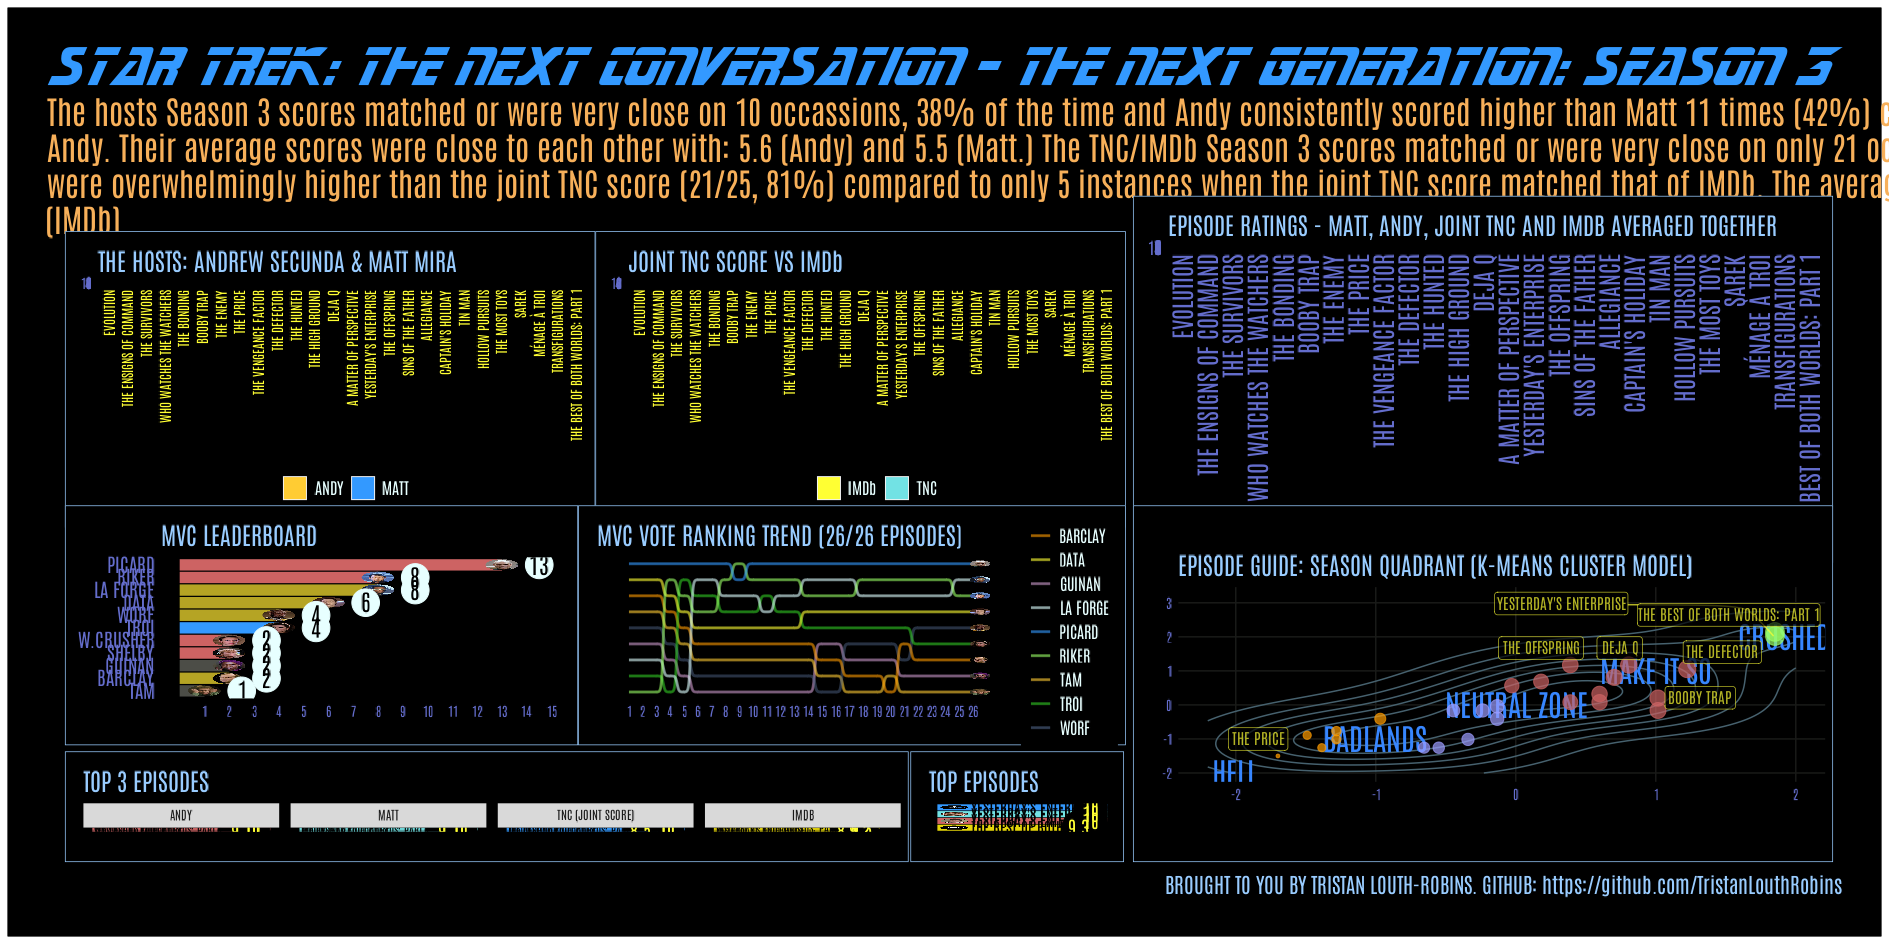 STAR TREK: THE NEXT CONVERSATION - THE NEXT GENERATION: SEASON 3
The hosts Season 3 scores matched or were very close on 10 occassions, 38% of the time and Andy consistently scored higher than Matt 11 times (42%)
Andy. Their average scores were close to each other with: 5.6 (Andy) and 5.5 (Matt.) The TNC/IMDb Season 3 scores matched or were very close on only 21
were overwhelmingly higher than the joint TNC score (21/25, 81%) compared to only 5 instances when the joint TNC score matched that of IMDb. The
(IMDb)
THE HOSTS: ANDREW SECUNDA & MATT MIRA
EVOLUTION
THE ENSIGNS OF COMMAND
THE SURVIVORS
WHO WATCHES THE WATCHERS
THE BONDING
BOOBY TRAP
THE ENEMY
THE PRICE
THE VENGEANCE FACTOR
THE DEFECTOR
THE HUNTED
THE HIGH GROUND
DEJA Q
A MATTER OF PERSPECTIVE
YESTERDAY'S ENTERPRISE
THE OFFSPRING
SINS OF THE FATHER
ALLEGIANCE
CAPTAIN'S HOLIDAY
TIN MAN
HOLLOW PURSUITS
THE MOST TOYS
SAREK
MÉNAGE À TROI
TRANSFIGURATIONS
THE BEST OF BOTH WORLDS: PART 1
ANDY MATT
JOINT TNC SCORE VS IMDb
EVOLUTION
THE ENSIGNS OF COMMAND
THE SURVIVORS
WHO WATCHES THE WATCHERS
THE BONDING
BOOBY TRAP
THE ENEMY
THE PRICE
THE VENGEANCE FACTOR
THE DEFECTOR
THE HUNTED
THE HIGH GROUND
DEJA Q
A MATTER OF PERSPECTIVE
YESTERDAY'S ENTERPRISE
THE OFFSPRING
SINS OF THE FATHER
ALLEGIANCE
CAPTAIN'S HOLIDAY
TIN MAN
HOLLOW PURSUITS
THE MOST TOYS
SAREK
MÉNAGE À TROI
TRANSFIGURATIONS
THE BEST OF BOTH WORLDS: PART 1
IMDb TNC
EPISODE RATINGS - MATT, ANDY, JOINT TNC AND IMDB AVERAGED TOGETHER
EVOLUTION
THE ENSIGNS OF COMMAND
THE SURVIVORS
WHO WATCHES THE WATCHERS
THE BONDING
BOOBY TRAP
THE ENEMY
THE PRICE
THE VENGEANCE FACTOR
THE DEFECTOR
THE HUNTED
THE HIGH GROUND
DEJA Q
A MATTER OF PERSPECTIVE
YESTERDAY'S ENTERPRISE
THE OFFSPRING
SINS OF THE FATHER
ALLEGIANCE
CAPTAIN'S HOLIDAY
TIN MAN
HOLLOW PURSUITS
THE MOST TOYS
SAREK
MÉNAGE À TROI
TRANSFIGURATIONS
BEST OF BOTH WORLDS: PART 1
MVC LEADERBOARD
PICARD 13
RIKER 8
LA FORGE 8
DATA 6
WORF 4
TROI 4
W.CRUSHER 2
SHELBY 2
GUINAN 2
BARCLAY 2
TAM 1
1 2 3 4 5 6 7 8 9 10 11 12 13 14 15
MVC VOTE RANKING TREND (26/26 EPISODES)
1 2 3 4 5 6 7 8 9 10 11 12 13 14 15 16 17 18 19 20 21 22 23 24 25 26
BARCLAY
DATA
GUINAN
LA FORGE
PICARD
RIKER
TAM
TROI
WORF
EPISODE GUIDE: SEASON QUADRANT (K-MEANS CLUSTER MODEL)
3
2
1
0
-1
-2
YESTERDAY'S ENTERPRISE
THE BEST OF BOTH WORLDS: PART 1
CRUSHED
THE OFFSPRING
DEJA Q
THE DEFECTOR
MAKE IT SO
BOOBY TRAP
NEUTRAL ZONE
THE PRICE
BADLANDS
HELL
-2 -1 0 1 2
TOP 3 EPISODES
ANDY MATT TNC (JOINT SCORE) IMDB
TOP EPISODES
BROUGHT TO YOU BY TRISTAN LOUTH-ROBINS. GITHUB: https://github.com/TristanLouthRobins